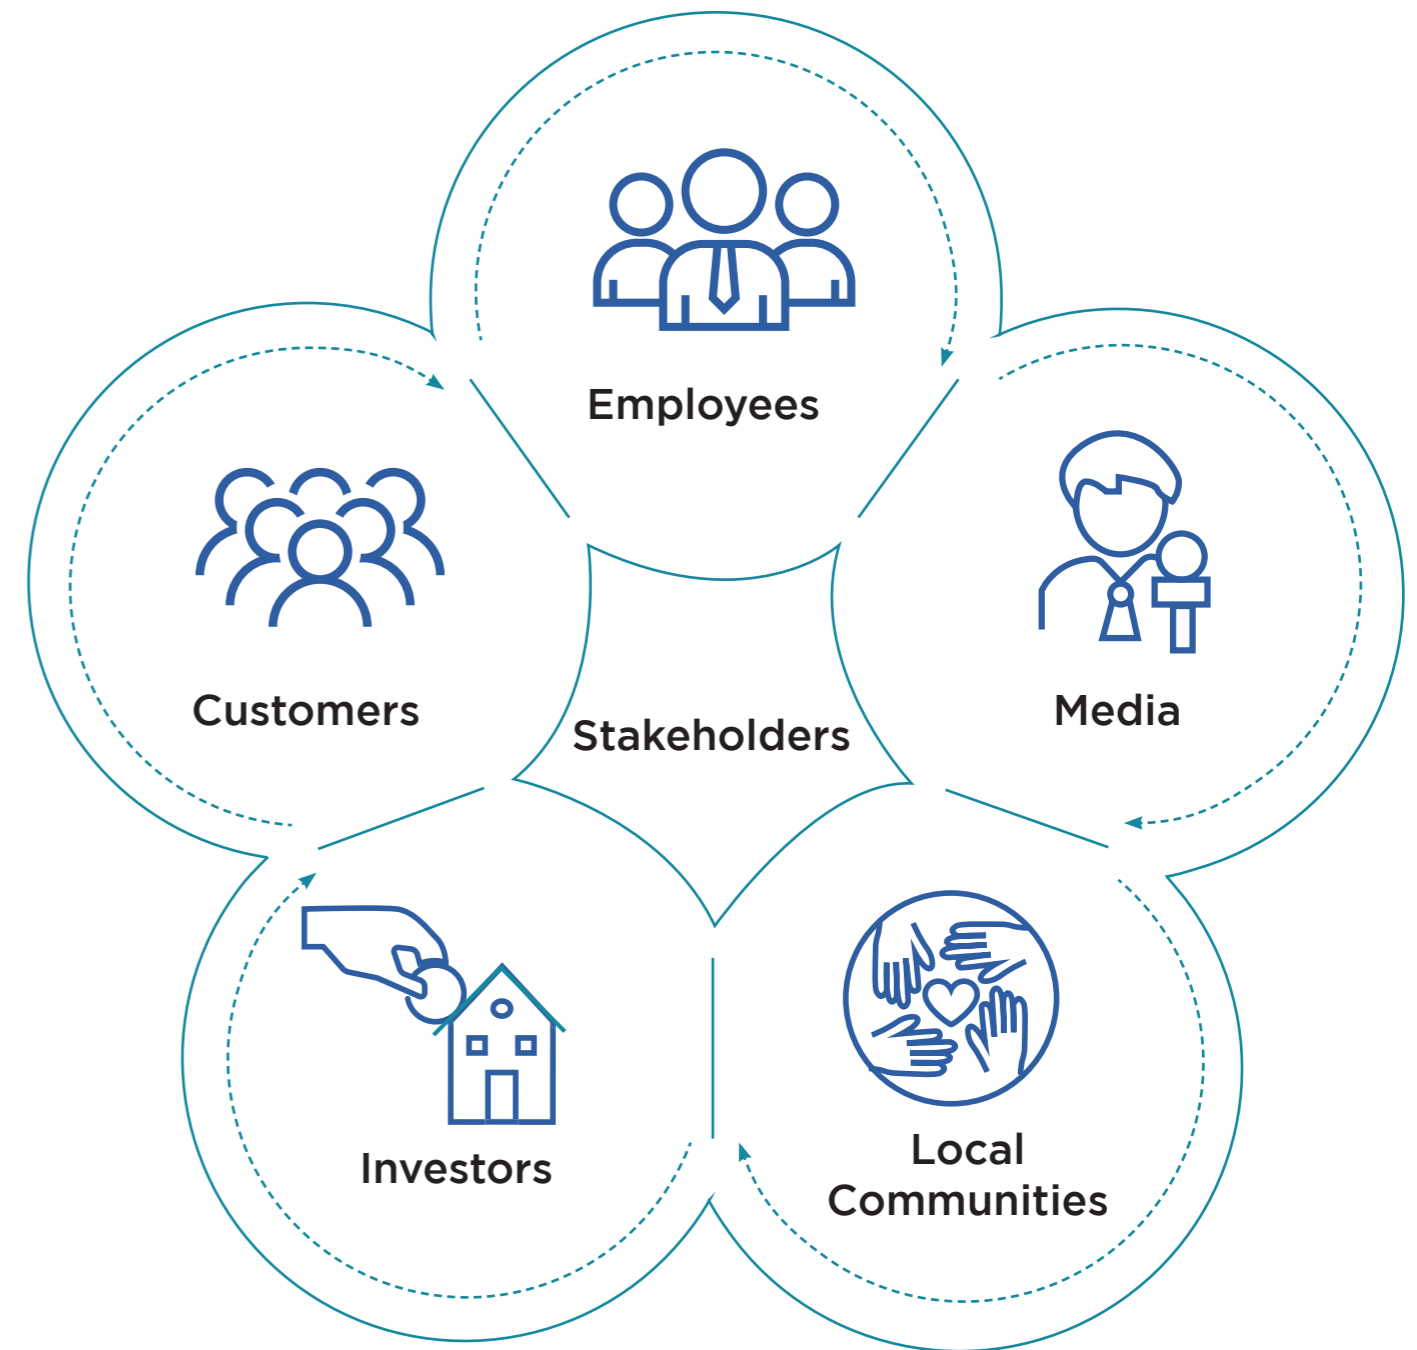 Employees
Customers
Stakeholders
Media
Investors
Local
Communities